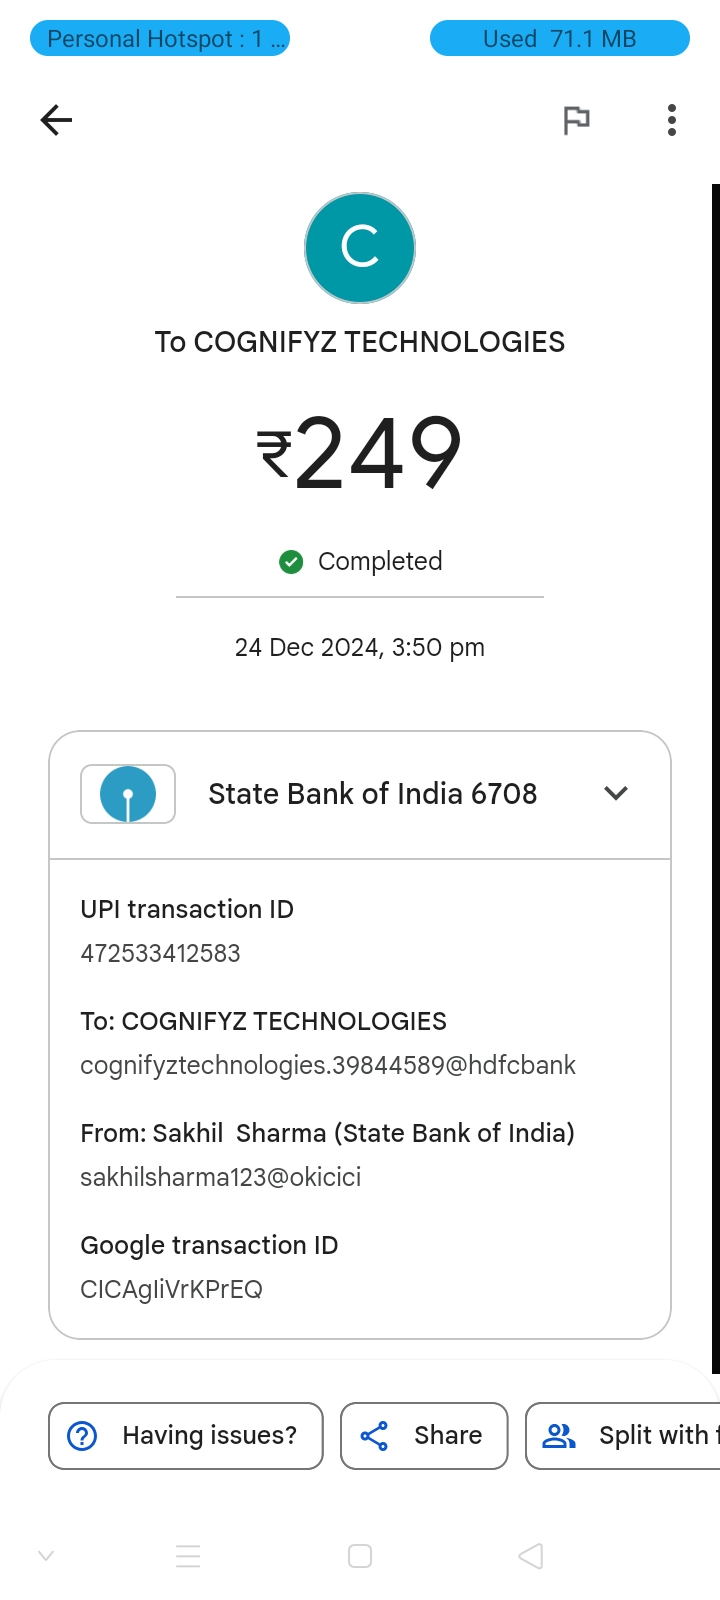 Personal Hotspot : 1 ...
Used 71.1 MB
C
To COGNIFYZ TECHNOLOGIES
₹249
Completed
24 Dec 2024, 3:50 pm
State Bank of India 6708
UPI transaction ID
472533412583
To: COGNIFYZ TECHNOLOGIES
cognifyztechnologies.39844589@hdfcbank
From: Sakhil  Sharma (State Bank of India)
sakhilsharma123@okicici
Google transaction ID
CICAgIiVrKPrEQ
Having issues?
Share
Split with f